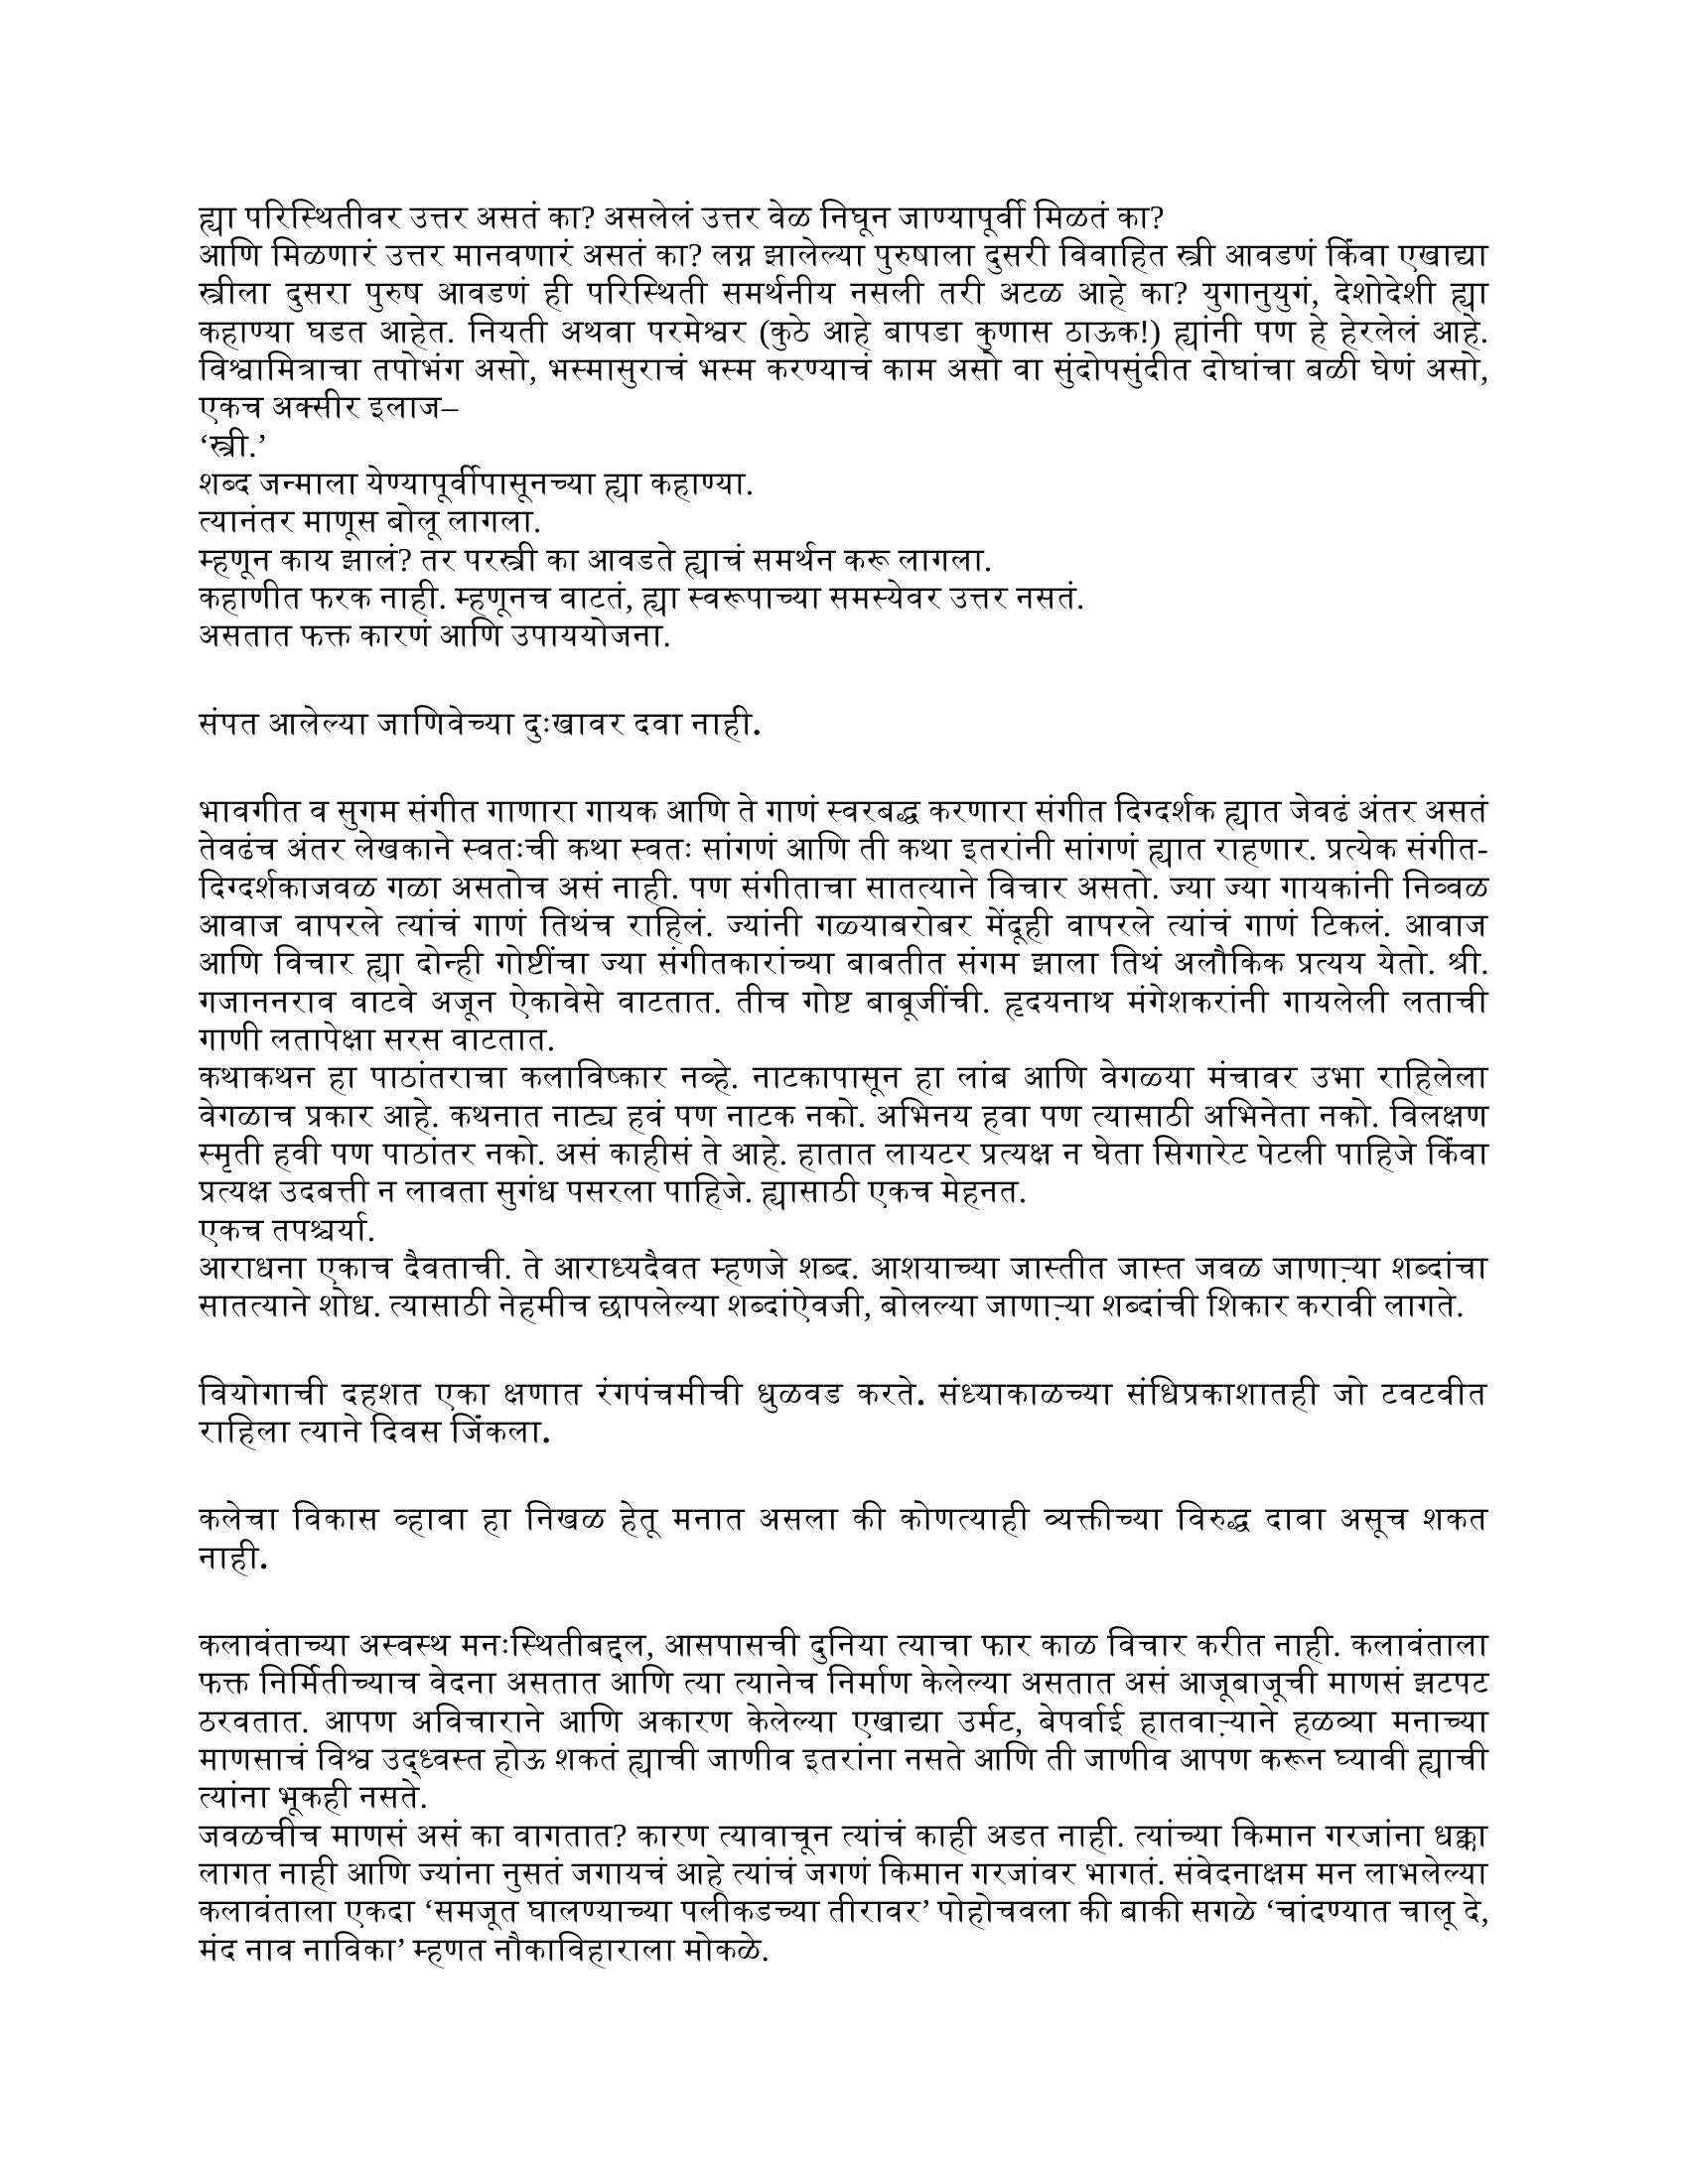 ह्या परिस्थितीवर उत्तर असतं का? असलेलं उत्तर वेळ निघून जाण्यापूर्वी मिळतं का?
आणि मिळणारं उत्तर मानवणारं असतं का? लग्न झालेल्या पुरुषाला दुसरी विवाहित स्त्री आवडणं किंवा एखाद्या
स्त्रीला दुसरा पुरुष आवडणं ही परिस्थिती समर्थनीय नसली तरी अटळ आहे का? युगानुयुगं, देशोदेशी ह्या
कहाण्या घडत आहेत. नियती अथवा परमेश्वर (कुठे आहे बापडा कुणास ठाऊक!) ह्यांनी पण हे हेरलेलं आहे.
विश्वामित्राचा तपोभंग असो, भस्मासुराचं भस्म करण्याचं काम असो वा सुंदोपसुंदीत दोघांचा बळी घेणं असो,
एकच अक्सीर इलाज–
‘स्त्री.’
शब्द जन्माला येण्यापूर्वीपासूनच्या ह्या कहाण्या.
त्यानंतर माणूस बोलू लागला.
म्हणून काय झालं? तर परस्त्री का आवडते ह्याचं समर्थन करू लागला.
कहाणीत फरक नाही. म्हणूनच वाटतं, ह्या स्वरूपाच्या समस्येवर उत्तर नसतं.
असतात फक्त कारणं आणि उपाययोजना.
संपत आलेल्या जाणिवेच्या दुःखावर दवा नाही.
भावगीत व सुगम संगीत गाणारा गायक आणि ते गाणं स्वरबद्ध करणारा संगीत दिग्दर्शक ह्यात जेवढं अंतर असतं
तेवढंच अंतर लेखकाने स्वतःची कथा स्वतः सांगणं आणि ती कथा इतरांनी सांगणं ह्यात राहणार. प्रत्येक संगीत-
दिग्दर्शकाजवळ गळा असतोच असं नाही. पण संगीताचा सातत्याने विचार असतो. ज्या ज्या गायकांनी निव्वळ
आवाज वापरले त्यांचं गाणं तिथंच राहिलं. ज्यांनी गळ्याबरोबर मेंदूही वापरले त्यांचं गाणं टिकलं. आवाज
आणि विचार ह्या दोन्ही गोष्टींचा ज्या संगीतकारांच्या बाबतीत संगम झाला तिथं अलौकिक प्रत्यय येतो. श्री.
गजाननराव वाटवे अजून ऐकावेसे वाटतात. तीच गोष्ट बाबूजींची. हृदयनाथ मंगेशकरांनी गायलेली लताची
गाणी लतापेक्षा सरस वाटतात.
कथाकथन हा पाठांतराचा कलाविष्कार नव्हे. नाटकापासून हा लांब आणि वेगळ्या मंचावर उभा राहिलेला
वेगळाच प्रकार आहे. कथनात नाट्य हवं पण नाटक नको. अभिनय हवा पण त्यासाठी अभिनेता नको. विलक्षण
स्मृती हवी पण पाठांतर नको. असं काहीसं ते आहे. हातात लायटर प्रत्यक्ष न घेता सिगारेट पेटली पाहिजे किंवा
प्रत्यक्ष उदबत्ती न लावता सुगंध पसरला पाहिजे. ह्यासाठी एकच मेहनत.
एकच तपश्चर्या.
आराधना एकाच दैवताची. ते आराध्यदैवत म्हणजे शब्द. आशयाच्या जास्तीत जास्त जवळ जाणाऱ्या शब्दांचा
सातत्याने शोध. त्यासाठी नेहमीच छापलेल्या शब्दांऐवजी, बोलल्या जाणाऱ्या शब्दांची शिकार करावी लागते.
वियोगाची दहशत एका क्षणात रंगपंचमीची धुळवड करते. संध्याकाळच्या संधिप्रकाशातही जो टवटवीत
राहिला त्याने दिवस जिंकला.
कलेचा विकास व्हावा हा निखळ हेतू मनात असला की कोणत्याही व्यक्तीच्या विरुद्ध दावा असूच शकत
नाही.
कलावंताच्या अस्वस्थ मनःस्थितीबद्दल, आसपासची दुनिया त्याचा फार काळ विचार करीत नाही. कलावंताला
फक्त निर्मितीच्याच वेदना असतात आणि त्या त्यानेच निर्माण केलेल्या असतात असं आजूबाजूची माणसं झटपट
ठरवतात. आपण अविचाराने आणि अकारण केलेल्या एखाद्या उर्मट, बेपर्वाई हातवाऱ्याने हळव्या मनाच्या
माणसाचं विश्व उद्ध्वस्त होऊ शकतं ह्याची जाणीव इतरांना नसते आणि ती जाणीव आपण करून घ्यावी ह्याची
त्यांना भूकही नसते.
जवळचीच माणसं असं का वागतात? कारण त्यावाचून त्यांचं काही अडत नाही. त्यांच्या किमान गरजांना धक्का
लागत नाही आणि ज्यांना नुसतं जगायचं आहे त्यांचं जगणं किमान गरजांवर भागतं. संवेदनाक्षम मन लाभलेल्या
कलावंताला एकदा ‘समजूत घालण्याच्या पलीकडच्या तीरावर’ पोहोचवला की बाकी सगळे ‘चांदण्यात चालू दे,
मंद नाव नाविका’ म्हणत नौकाविहाराला मोकळे.